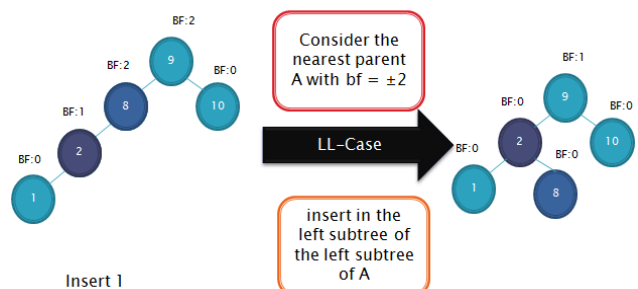 BF:2
9
BF:2
8
BF:0
10
BF:1
2
BF:0
1
Insert 1
Consider the
nearest parent
A with bf = ±2
LL-Case
insert in the
left subtree of
the left subtree
of A
BF:1
9
BF:0
2
BF:0
10
BF:0
1
BF:0
8